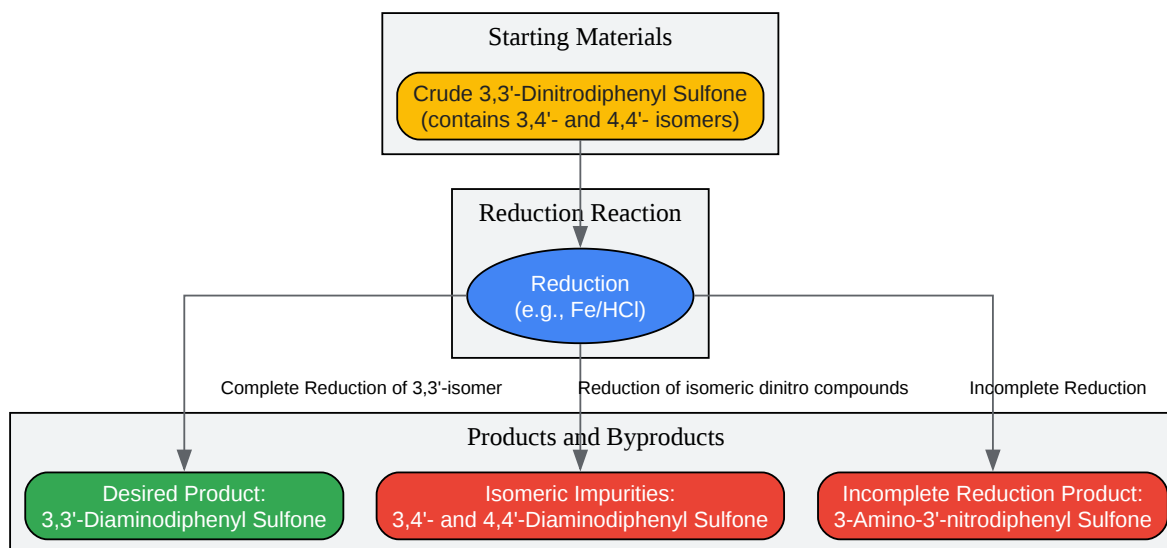 Starting Materials
Crude 3,3'-Dinitrodiphenyl Sulfone
(contains 3,4'- and 4,4'- isomers)
Reduction Reaction
Reduction
(e.g., Fe/HCl)
Complete Reduction of 3,3'-isomer
Reduction of isomeric dinitro compounds
Incomplete Reduction
Products and Byproducts
Desired Product:
3,3'-Diaminodiphenyl Sulfone
Isomeric Impurities:
3,4'- and 4,4'-Diaminodiphenyl Sulfone
Incomplete Reduction Product:
3-Amino-3'-nitrodiphenyl Sulfone